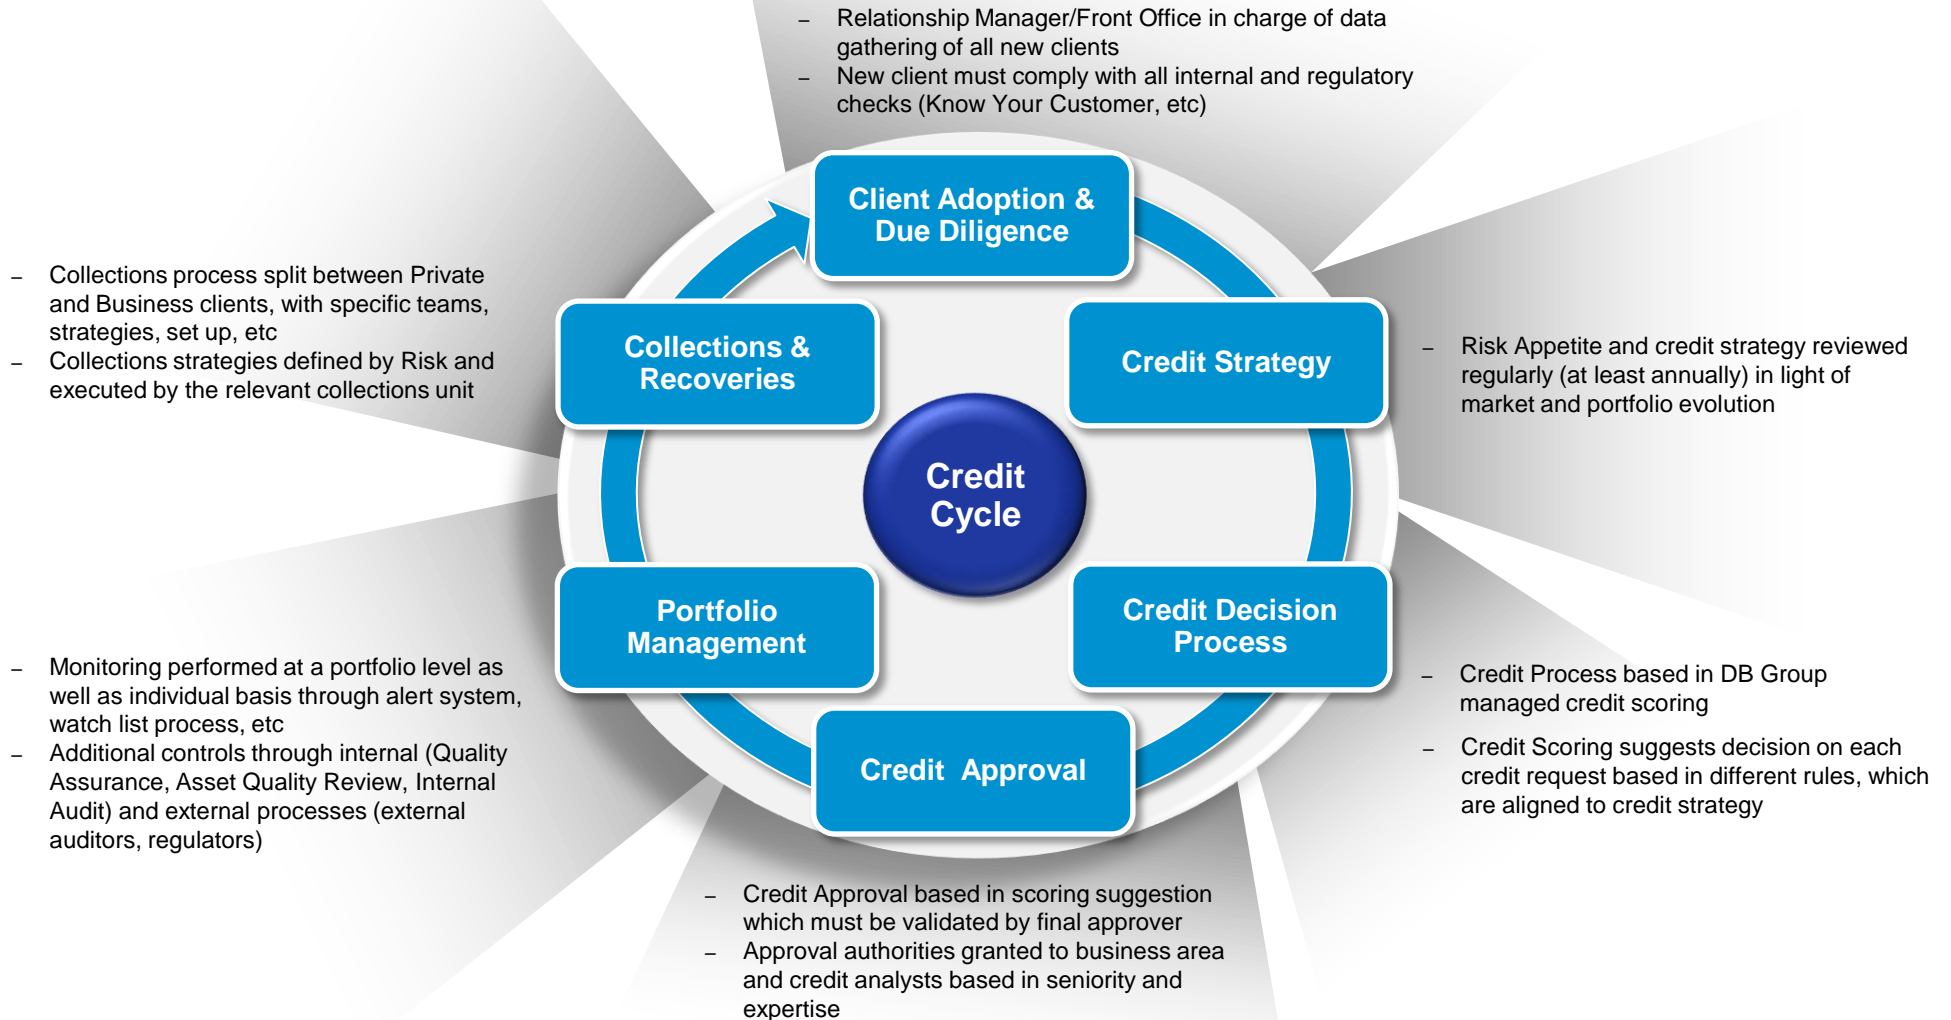 – Relationship Manager/Front Office in charge of data
gathering of all new clients
– New client must comply with all internal and regulatory
checks (Know Your Customer, etc)
Client Adoption &
Due Diligence
Credit Strategy
– Risk Appetite and credit strategy reviewed
regularly (at least annually) in light of
market and portfolio evolution
Credit Decision
Process
– Credit Process based in DB Group
managed credit scoring
– Credit Scoring suggests decision on each
credit request based in different rules, which
are aligned to credit strategy
Credit  Approval
– Credit Approval based in scoring suggestion
which must be validated by final approver
– Approval authorities granted to business area
and credit analysts based in seniority and
expertise
Portfolio
Management
– Monitoring performed at a portfolio level as
well as individual basis through alert system,
watch list process, etc
– Additional controls through internal (Quality
Assurance, Asset Quality Review, Internal
Audit) and external processes (external
auditors, regulators)
Collections &
Recoveries
– Collections process split between Private
and Business clients, with specific teams,
strategies, set up, etc
– Collections strategies defined by Risk and
executed by the relevant collections unit
Credit
Cycle